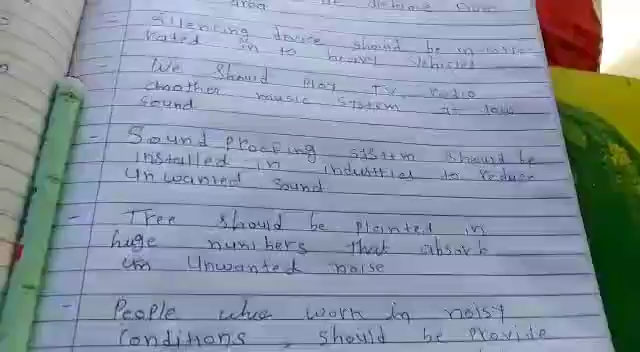 area
- silencing device should be incorpo
rated in to heavy vehicles
- We should play TV, radio
another music system at low
sound
- Sound proofing system should be
installed in industries to reduce
unwanted sound
- Tree should be planted in
huge numbers that absorb
un unwanted noise
- People who work in noisy
conditions, should be provide